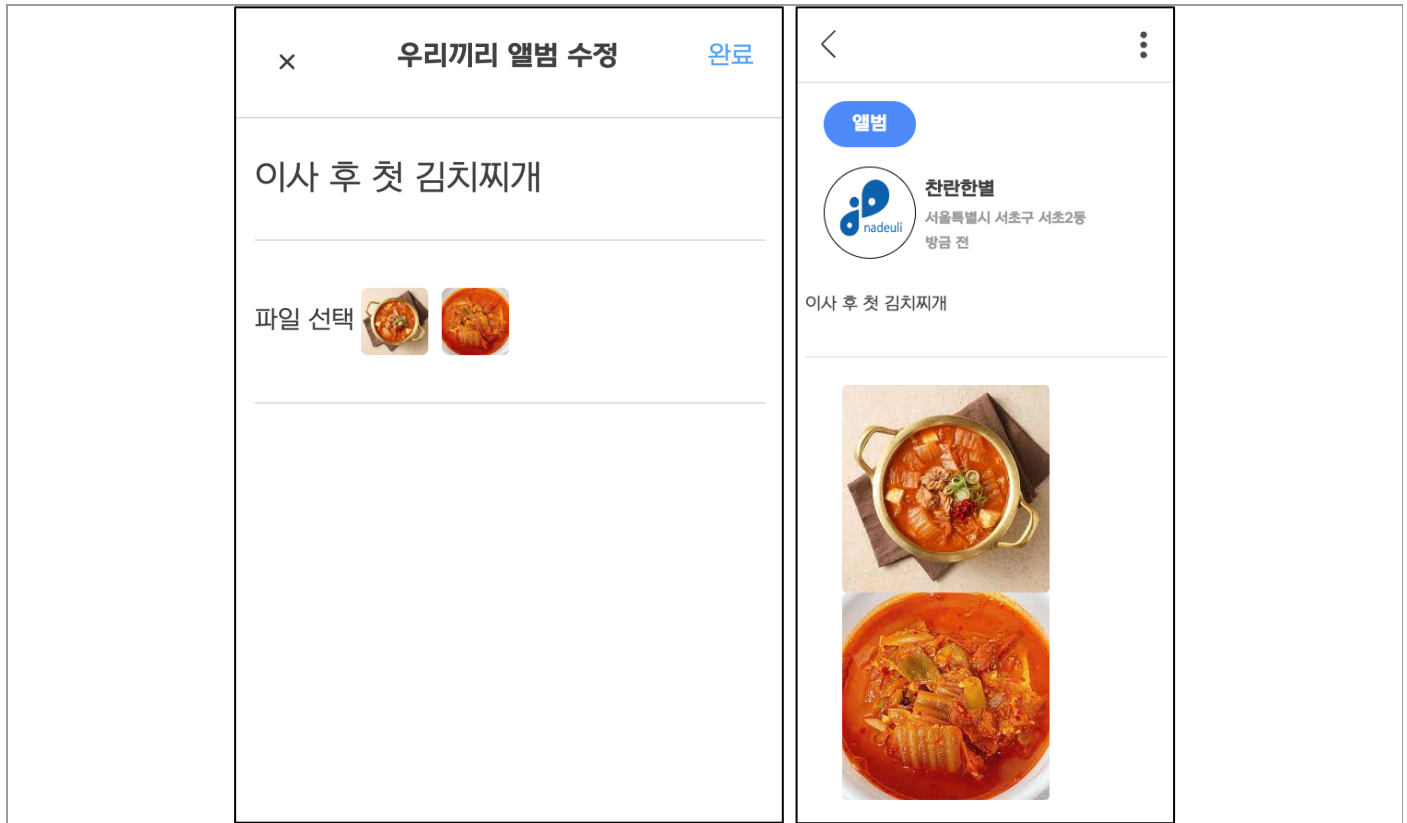 × 우리끼리 앨범 수정 완료
이사 후 첫 김치찌개
파일 선택
앨범
nadeuli
찬란한별
서울특별시 서초구 서초2동
방금 전
이사 후 첫 김치찌개